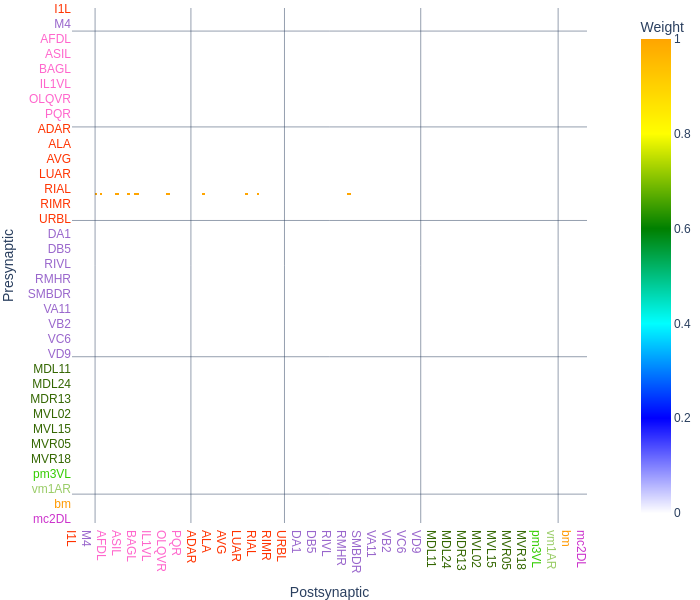 Weight
I1L
M4
AFDL
ASIL
BAGL
IL1VL
OLQVR
PQR
ADAR
ALA
AVG
LUAR
RIAL
RIMR
URBL
DA1
DB5
RIVL
RMHR
SMBDR
VA11
VB2
VC6
VD9
MDL11
MDL24
MDR13
MVL02
MVL15
MVR05
MVR18
pm3VL
vm1AR
bm
mc2DL
Presynaptic
I1L
M4
AFDL
ASIL
BAGL
IL1VL
OLQVR
PQR
ADAR
ALA
AVG
LUAR
RIAL
RIMR
URBL
DA1
DB5
RIVL
RMHR
SMBDR
VA11
VB2
VC6
VD9
MDL11
MDL24
MDR13
MVL02
MVL15
MVR05
MVR18
pm3VL
vm1AR
bm
mc2DL
Postsynaptic
1
0.8
0.6
0.4
0.2
0